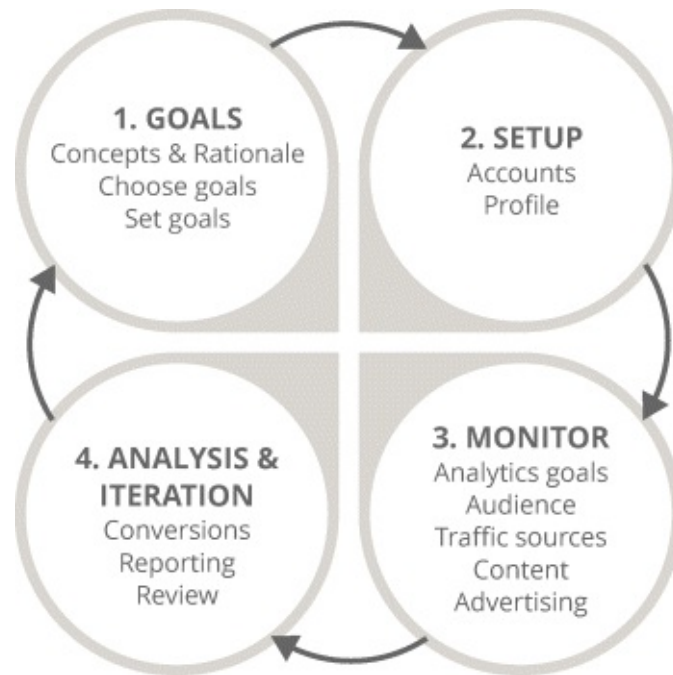 1. GOALS
Concepts & Rationale
Choose goals
Set goals
2. SETUP
Accounts
Profile
3. MONITOR
Analytics goals
Audience
Traffic sources
Content
Advertising
4. ANALYSIS &
ITERATION
Conversions
Reporting
Review